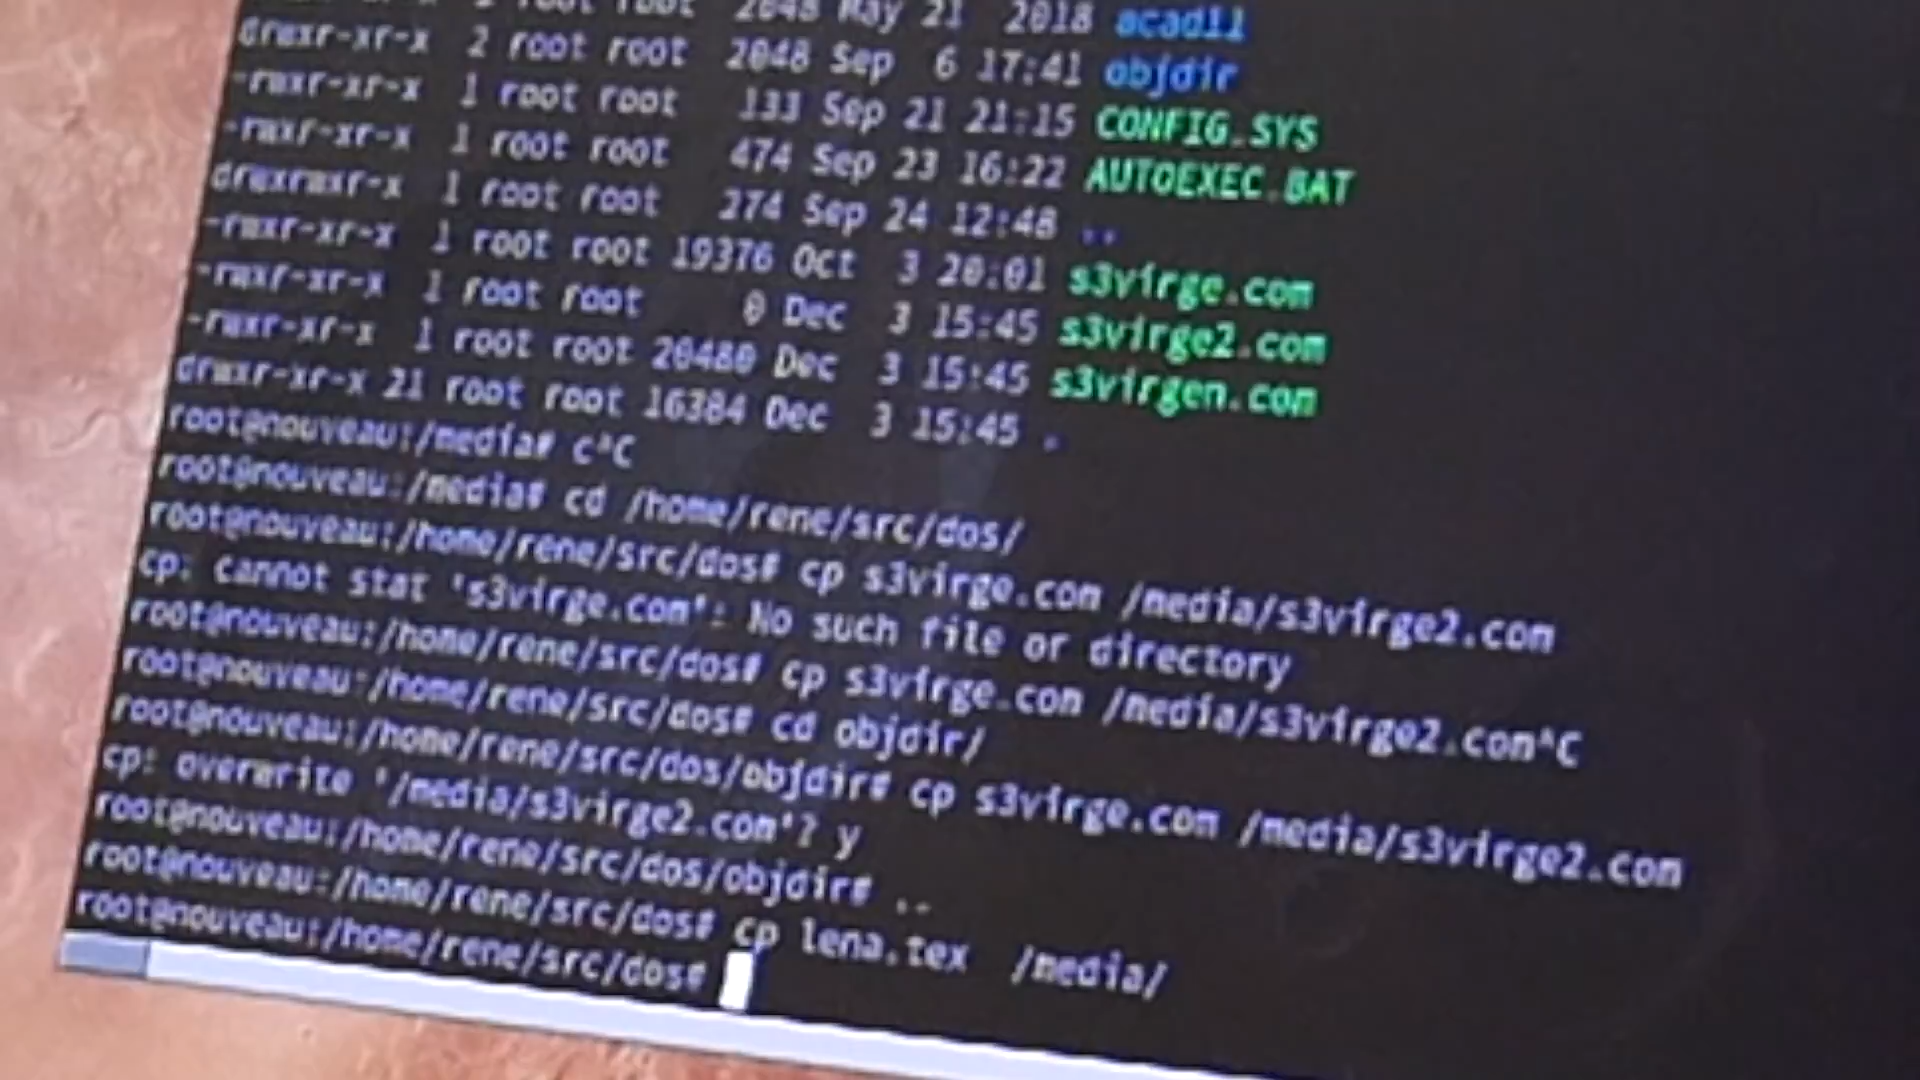 1 root root 2048 May 21 2018 acad11
drwxr-xr-x 2 root root 2048 Sep 6 17:41 objdir
-rwxr-xr-x 1 root root 133 Sep 21 21:15 CONFIG.SYS
-rwxr-xr-x 1 root root 474 Sep 23 16:22 AUTOEXEC.BAT
drwxrwxr-x 1 root root 274 Sep 24 12:48 ..
-rwxr-xr-x 1 root root 19376 Oct 3 20:01 s3virge.com
-rwxr-xr-x 1 root root 0 Dec 3 15:45 s3virge2.com
-rwxr-xr-x 1 root root 20480 Dec 3 15:45 s3virgen.com
drwxr-xr-x 21 root root 16384 Dec 3 15:45 .
root@nouveau:/media# c^C
root@nouveau:/media# cd /home/rene/src/dos/
root@nouveau:/home/rene/src/dos# cp s3virge.com /media/s3virge2.com
cp: cannot stat 's3virge.com': No such file or directory
root@nouveau:/home/rene/src/dos# cp s3virge.com /media/s3virge2.com^C
root@nouveau:/home/rene/src/dos# cd objdir/
root@nouveau:/home/rene/src/dos/objdir# cp s3virge.com /media/s3virge2.com
cp: overwrite '/media/s3virge2.com'? y
root@nouveau:/home/rene/src/dos/objdir# ..
root@nouveau:/home/rene/src/dos# cp lena.tex /media/
root@nouveau:/home/rene/src/dos#